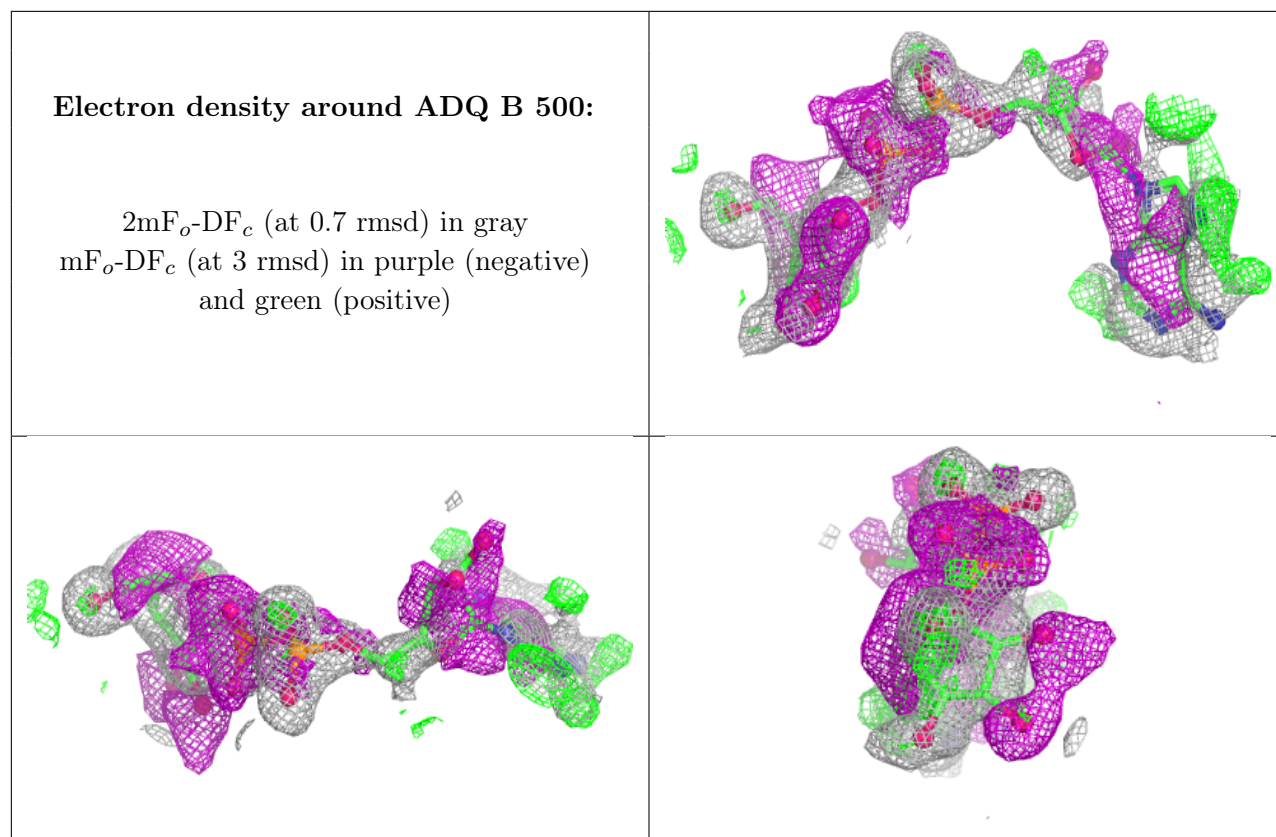 Electron density around ADQ B 500:
2mFo-DFc (at 0.7 rmsd) in gray
mFo-DFc (at 3 rmsd) in purple (negative)
and green (positive)